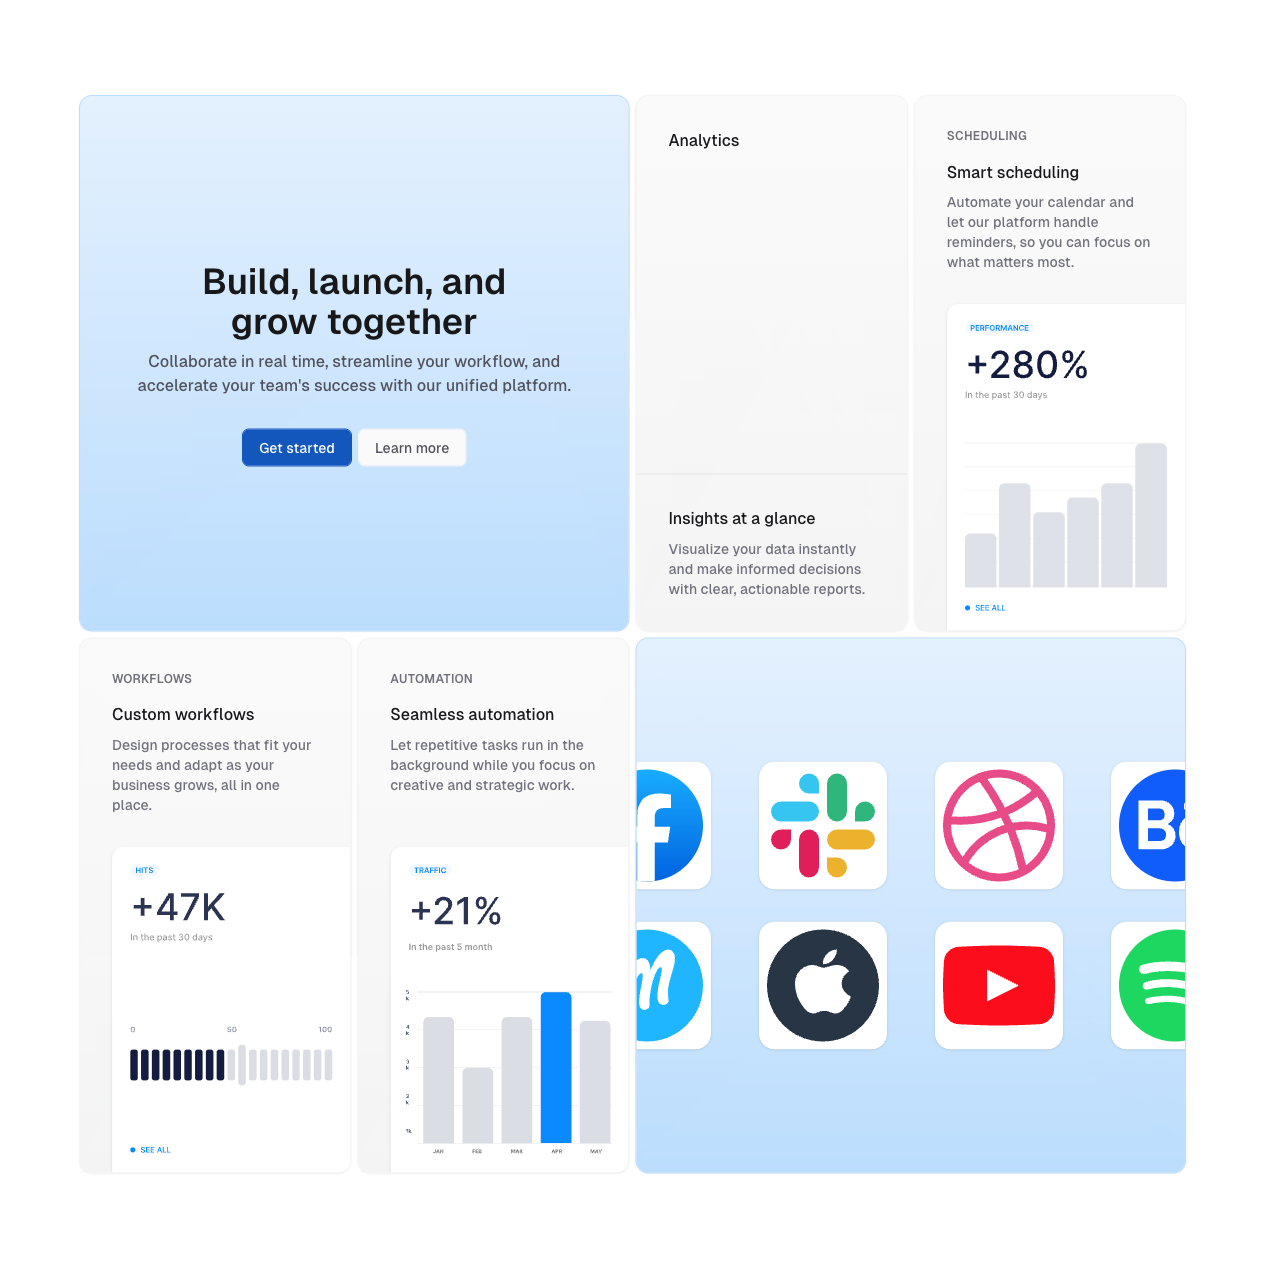 Build, launch, and
grow together
Collaborate in real time, streamline your workflow, and
accelerate your team's success with our unified platform.
Get started
Learn more
Analytics
Insights at a glance
Visualize your data instantly
and make informed decisions
with clear, actionable reports.
SCHEDULING
Smart scheduling
Automate your calendar and
let our platform handle
reminders, so you can focus on
what matters most.
PERFORMANCE
+280%
In the past 30 days
SEE ALL
WORKFLOWS
Custom workflows
Design processes that fit your
needs and adapt as your
business grows, all in one
place.
HITS
+47K
In the past 30 days
0 50 100
SEE ALL
AUTOMATION
Seamless automation
Let repetitive tasks run in the
background while you focus on
creative and strategic work.
TRAFFIC
+21%
In the past 5 month
5
k
4
k
3
k
2
k
1k
JAN FEB MAR APR MAY
f
B
m